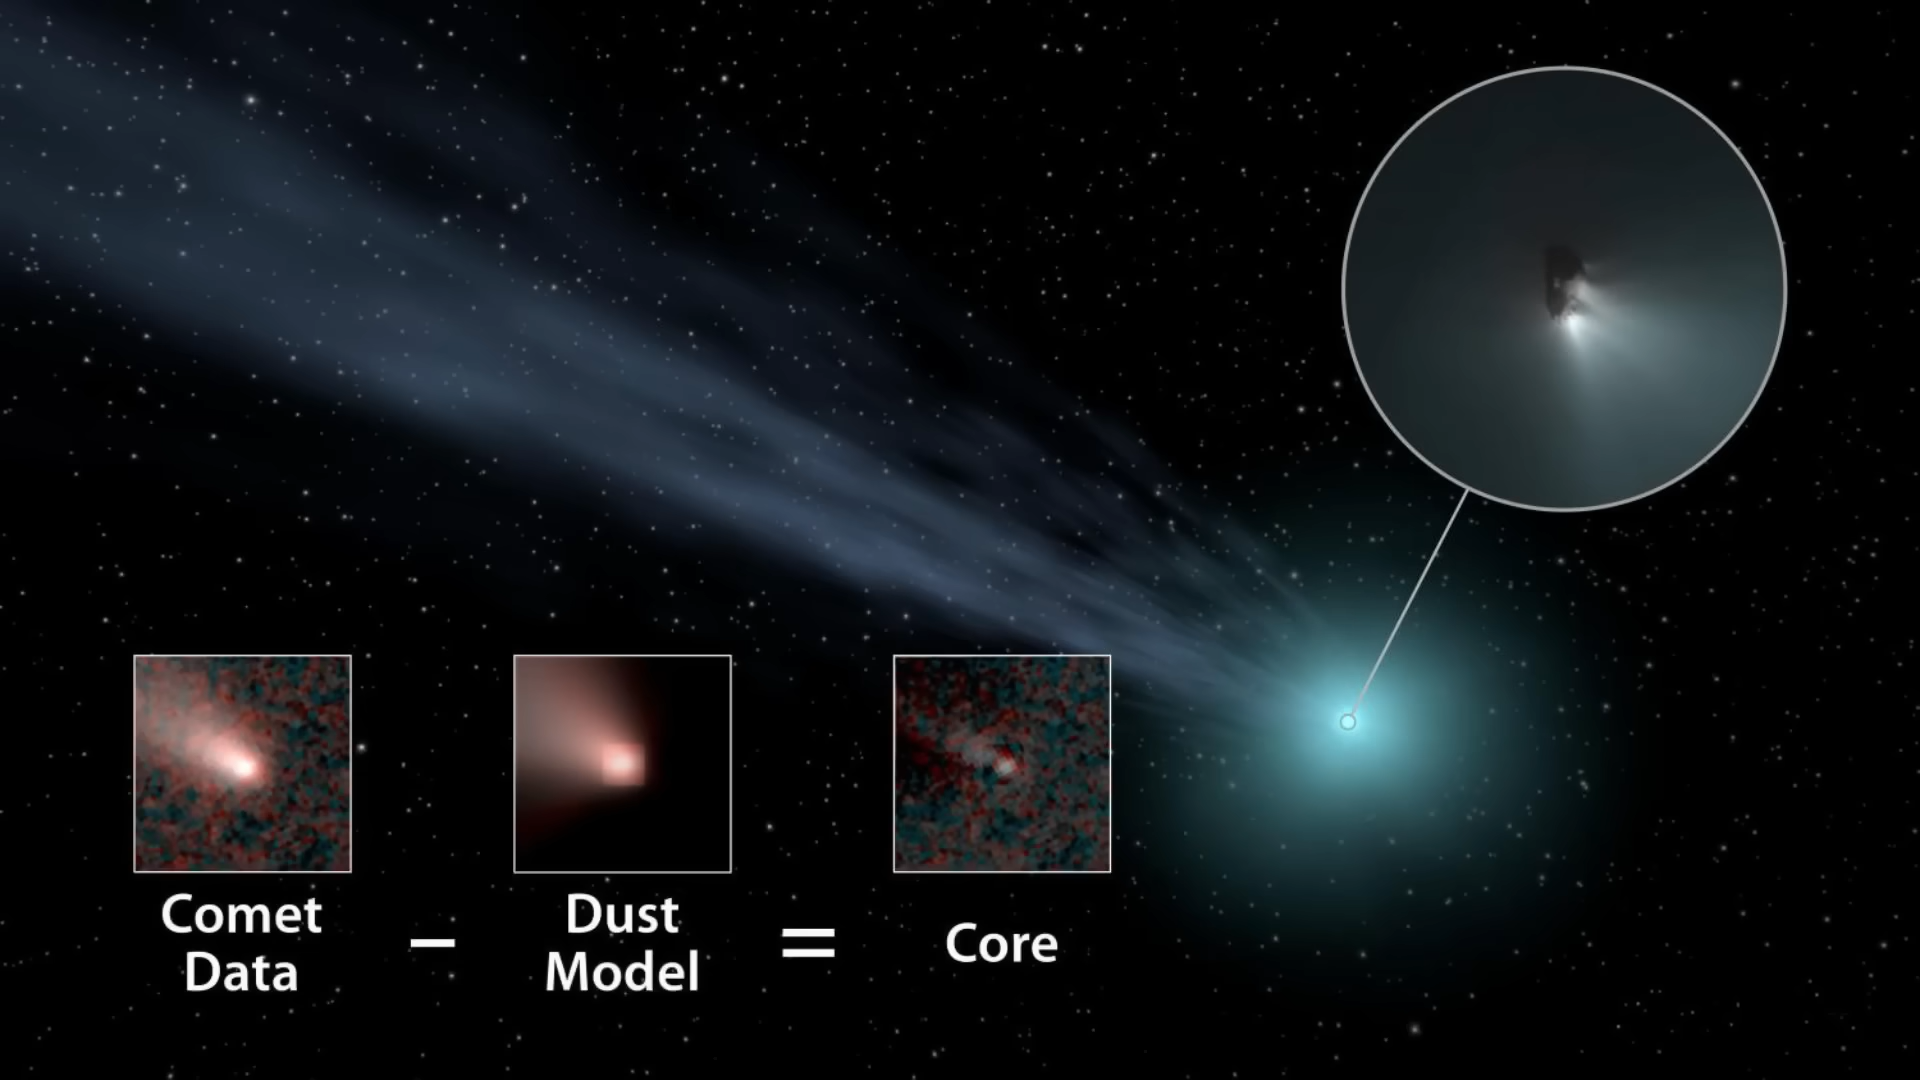 Comet
Data
–
Dust
Model
=
Core